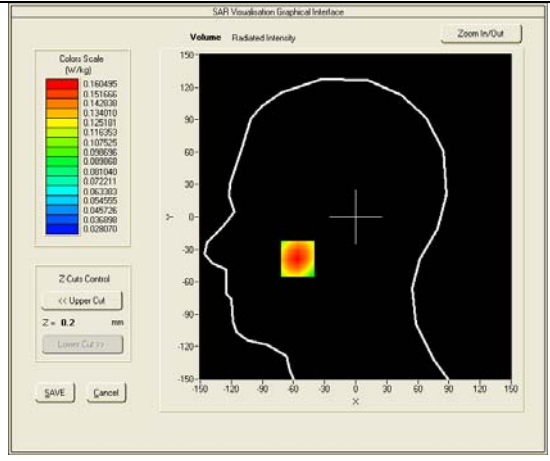 SAR Visualisation Graphical Interface
Volume Radiated Intensity
Zoom In/Out
Colors Scale
(W/kg)
0.160495
0.151666
0.142838
0.134010
0.125181
0.116353
0.107525
0.098696
0.089868
0.081040
0.072211
0.063383
0.054555
0.045726
0.036898
0.028070
150-
90-
60-
30-
0-
-30-
-60-
-90-
-120-
-150-
Y
-150 -120 -90 -60 -30 0 30 60 90 120 150
X
Z Cuts Control
<< Upper Cut
Z = 0.2 mm
Lower Cut >>
SAVE
Cancel